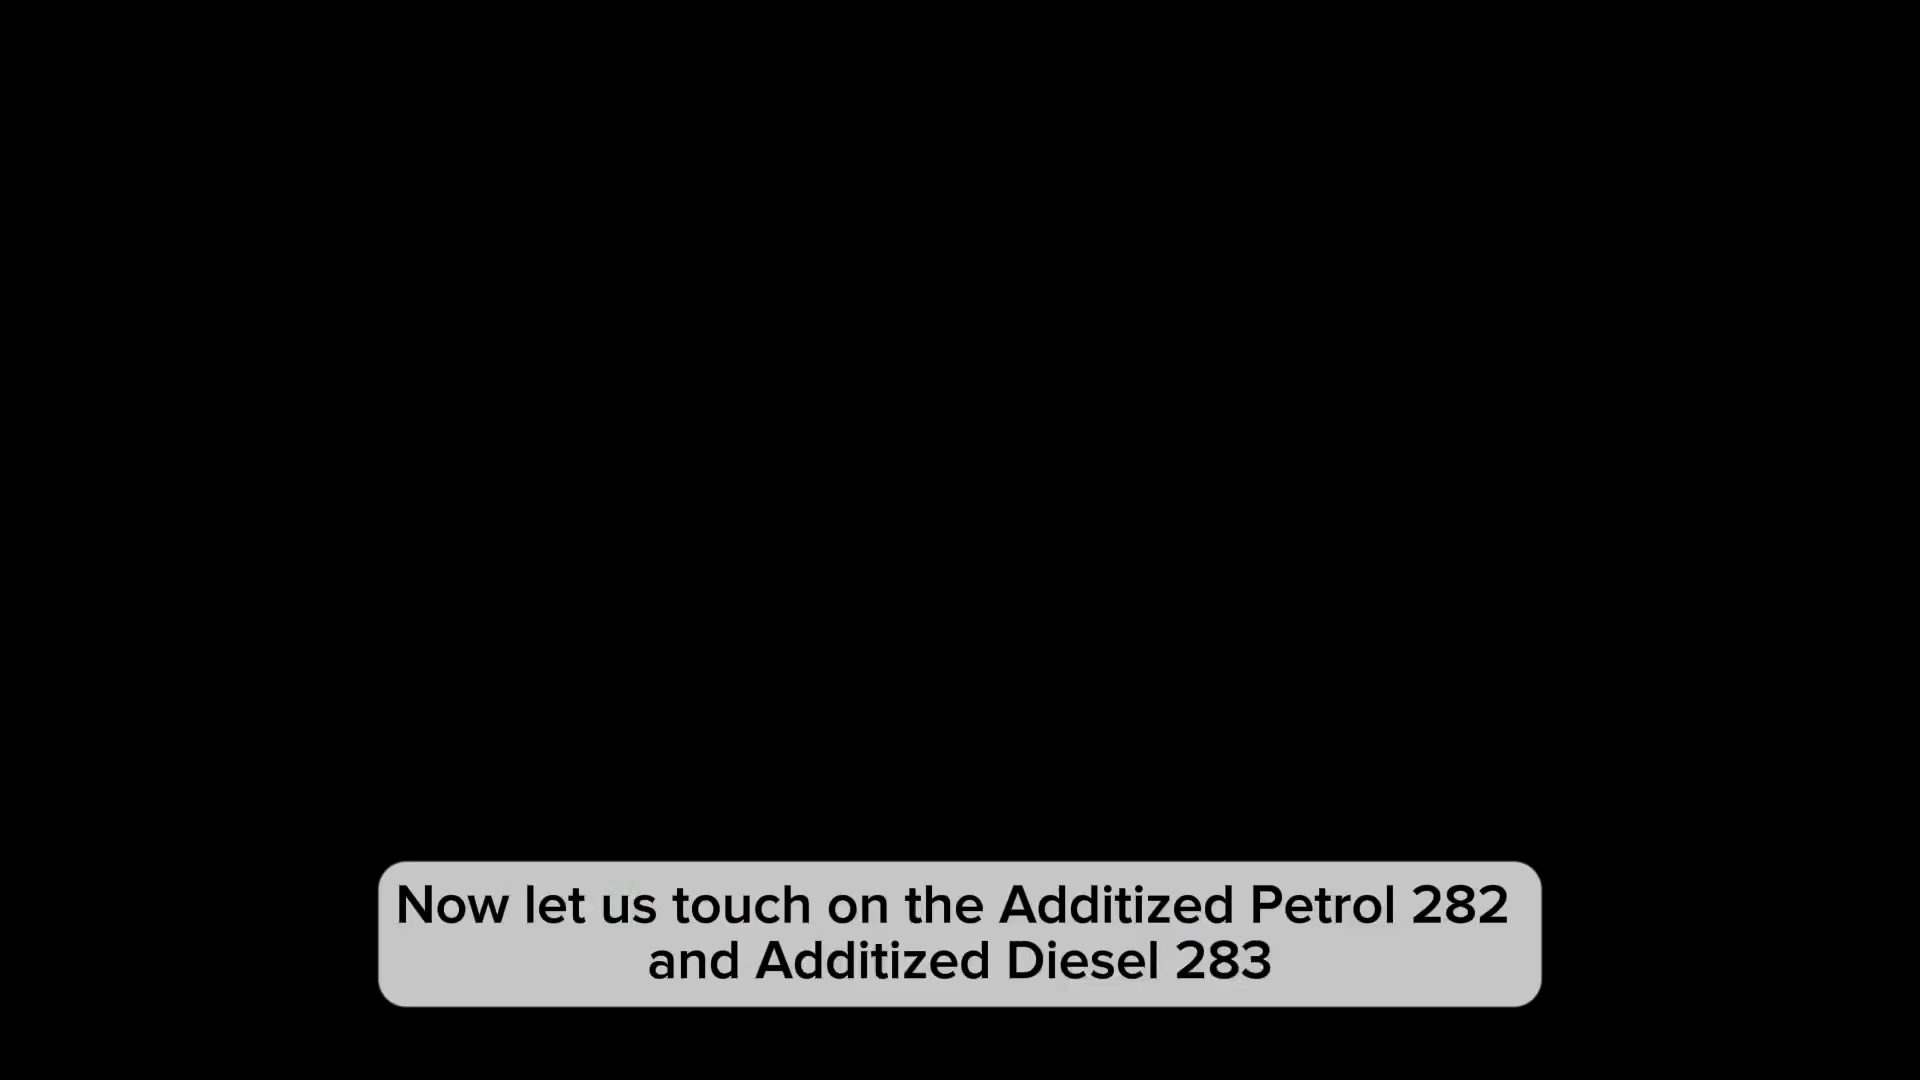 Now let us touch on the Additized Petrol 282
and Additized Diesel 283